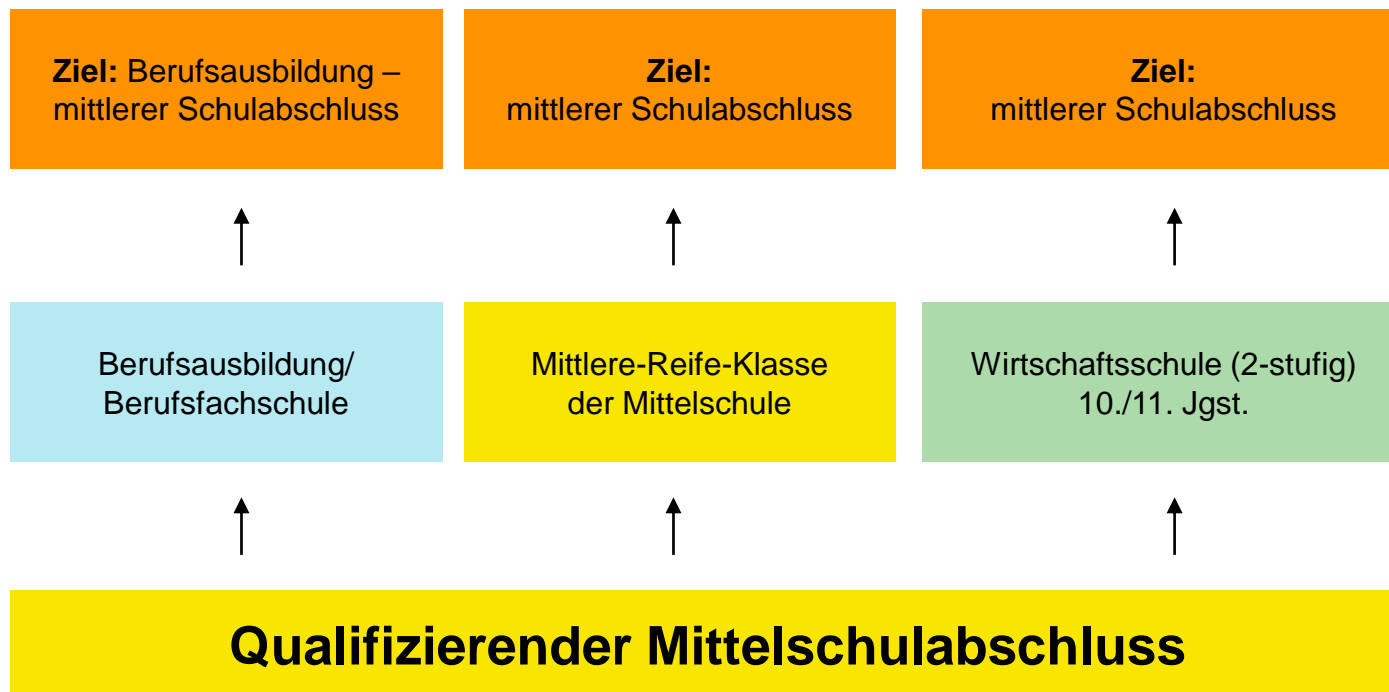 Ziel: Berufsausbildung –
mittlerer Schulabschluss
Ziel:
mittlerer Schulabschluss
Ziel:
mittlerer Schulabschluss
Berufsausbildung/
Berufsfachschule
Mittlere-Reife-Klasse
der Mittelschule
Wirtschaftsschule (2-stufig)
10./11. Jgst.
Qualifizierender Mittelschulabschluss